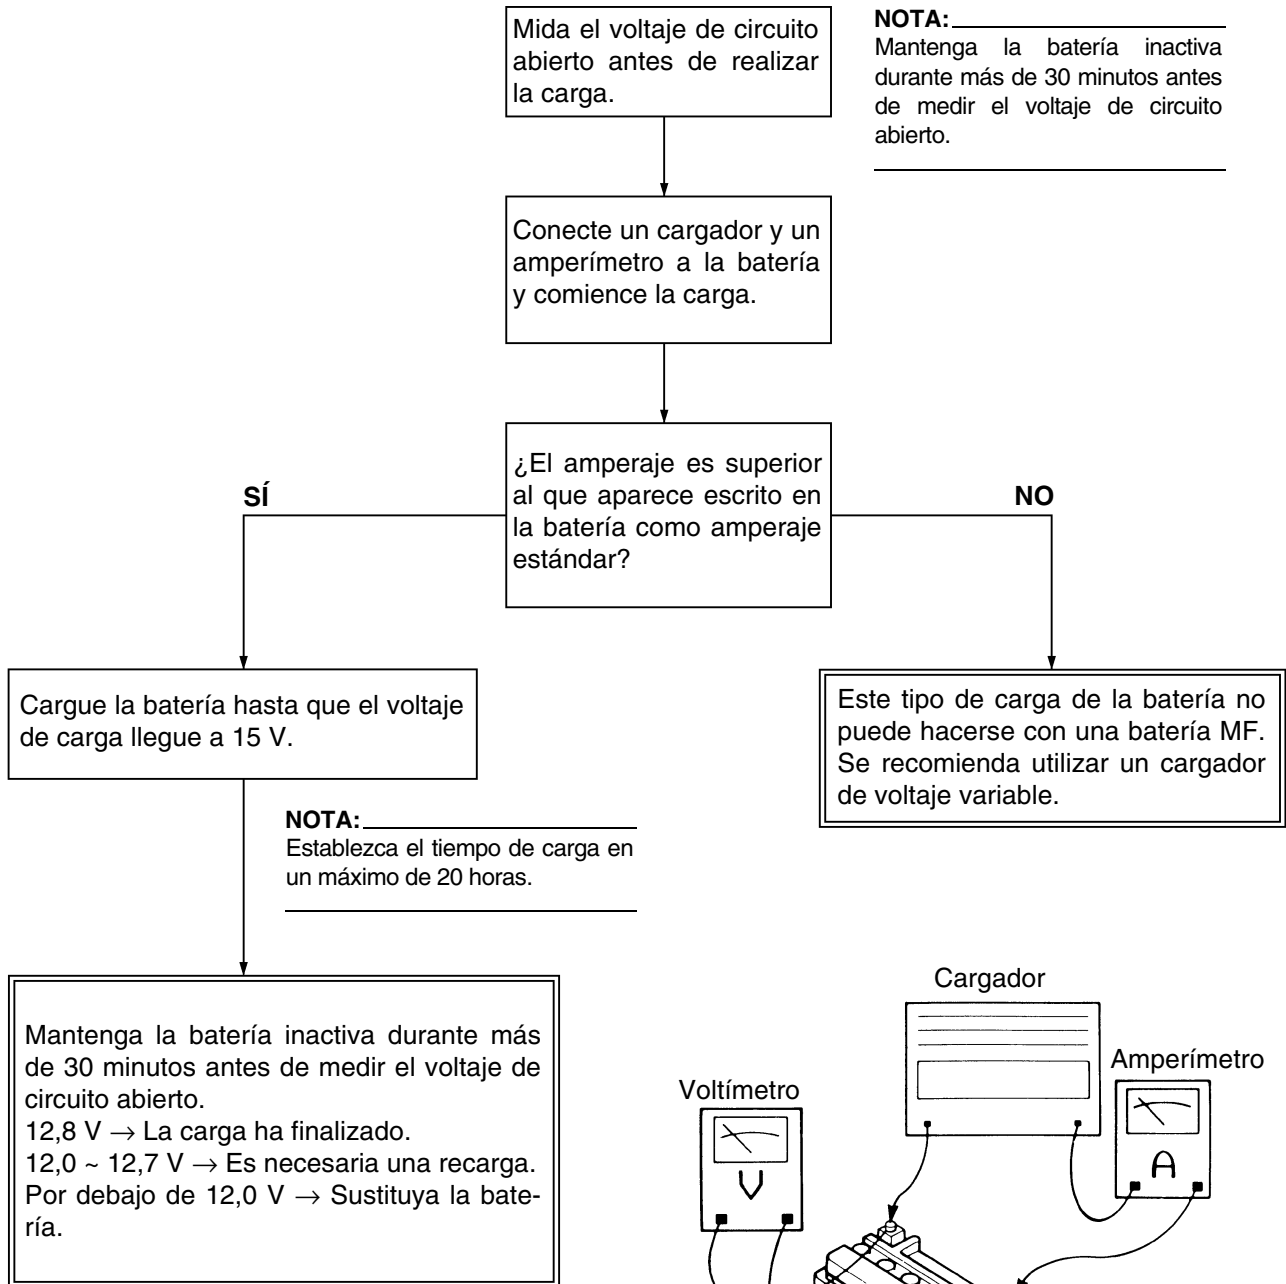 Mida el voltaje de circuito
abierto antes de realizar
la carga.
NOTA:
Mantenga la batería inactiva
durante más de 30 minutos antes
de medir el voltaje de circuito
abierto.
Conecte un cargador y un
amperímetro a la batería
y comience la carga.
¿El amperaje es superior
al que aparece escrito en
la batería como amperaje
estándar?
SÍ
NO
Cargue la batería hasta que el voltaje
de carga llegue a 15 V.
Este tipo de carga de la batería no
puede hacerse con una batería MF.
Se recomienda utilizar un cargador
de voltaje variable.
NOTA:
Establezca el tiempo de carga en
un máximo de 20 horas.
Mantenga la batería inactiva durante más
de 30 minutos antes de medir el voltaje de
circuito abierto.
12,8 V → La carga ha finalizado.
12,0 ~ 12,7 V → Es necesaria una recarga.
Por debajo de 12,0 V → Sustituya la bate-
ría.
Cargador
Amperímetro
Voltímetro
V
A